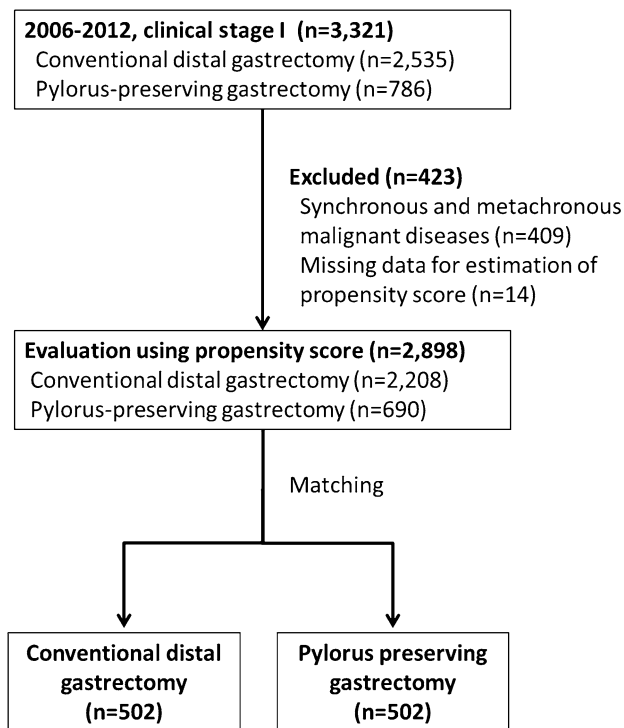 2006-2012, clinical stage I (n=3,321)
Conventional distal gastrectomy (n=2,535)
Pylorus-preserving gastrectomy (n=786)
Excluded (n=423)
Synchronous and metachronous
malignant diseases (n=409)
Missing data for estimation of
propensity score (n=14)
Evaluation using propensity score (n=2,898)
Conventional distal gastrectomy (n=2,208)
Pylorus-preserving gastrectomy (n=690)
Matching
Conventional distal
gastrectomy
(n=502)
Pylorus preserving
gastrectomy
(n=502)